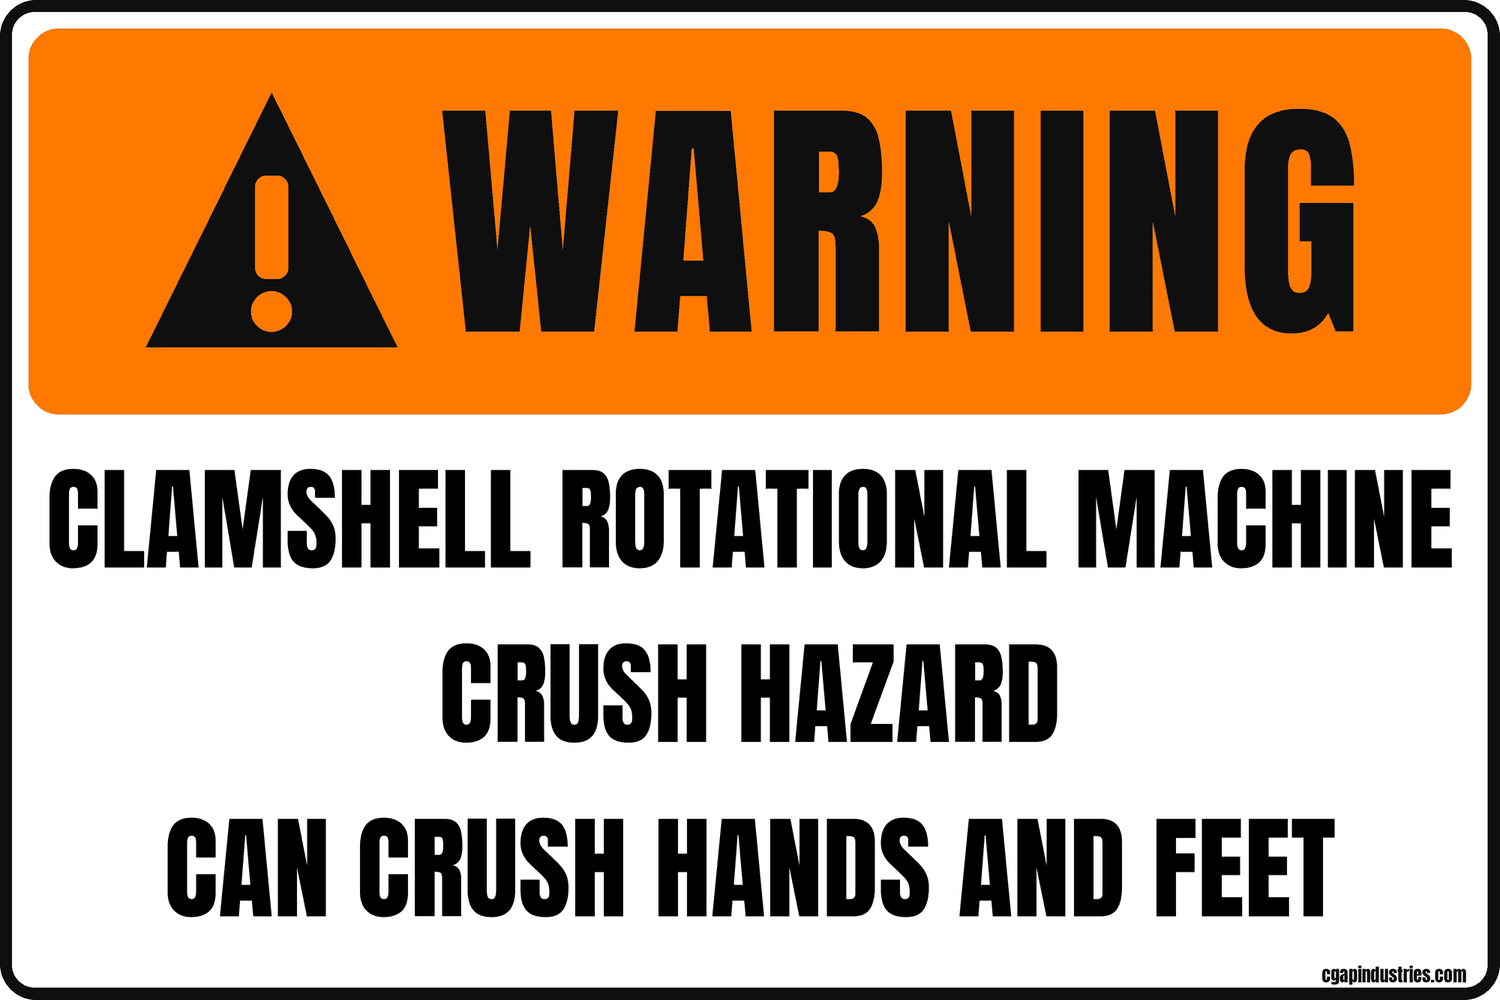 WARNING
CLAMSHELL ROTATIONAL MACHINE
CRUSH HAZARD
CAN CRUSH HANDS AND FEET
cgapindustries.com